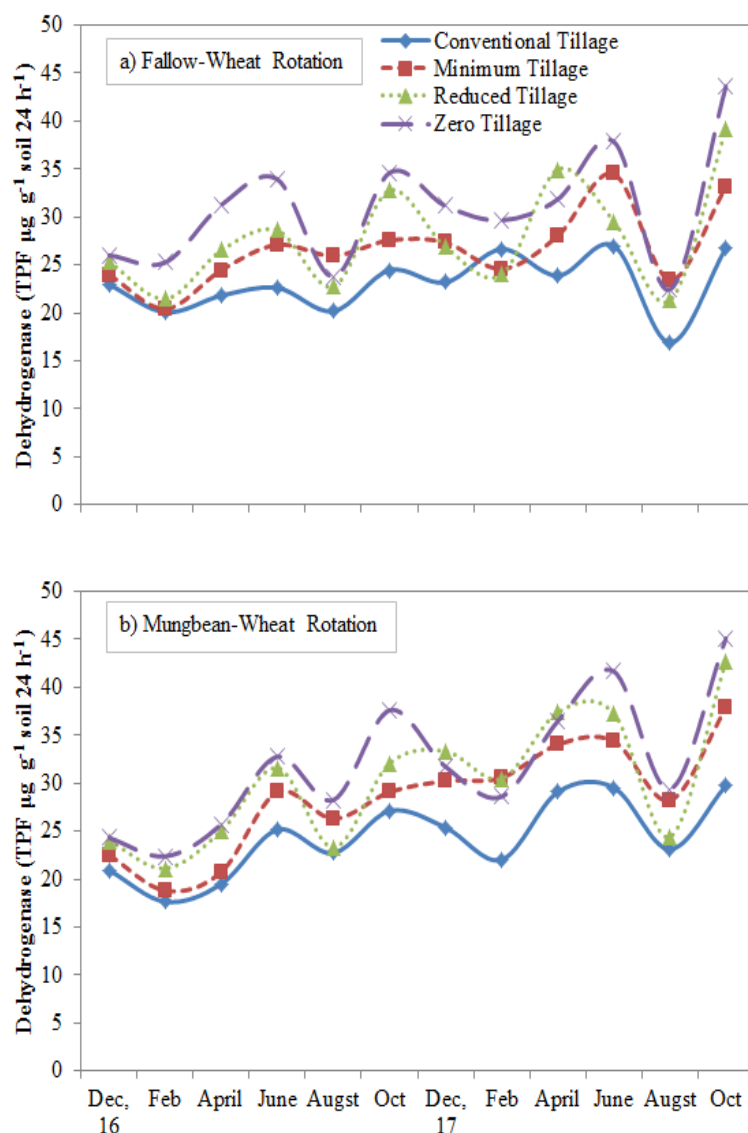 50
45
40
35
30
25
20
15
10
5
0
Dehydrogenase (TPF µg g⁻¹ soil 24 h⁻¹)
a) Fallow-Wheat Rotation
Conventional Tillage
Minimum Tillage
Reduced Tillage
Zero Tillage
50
45
40
35
30
25
20
15
10
5
0
Dehydrogenase (TPF µg g⁻¹ soil 24 h⁻¹)
b) Mungbean-Wheat Rotation
Dec, Feb April June Augst Oct Dec, Feb April June Augst Oct
16 17